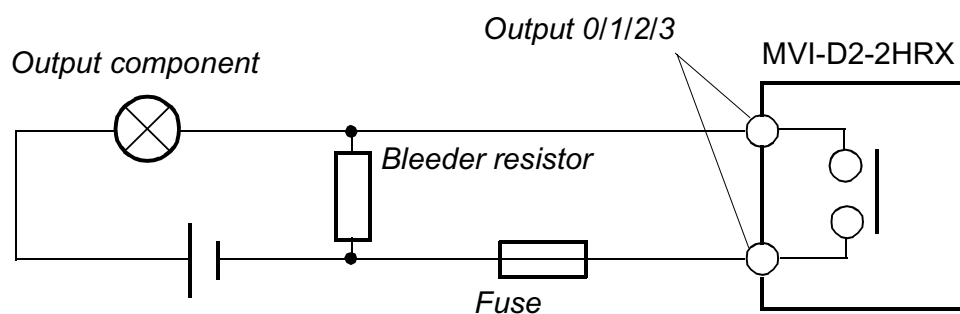 Output 0/1/2/3
MVI-D2-2HRX
Output component
Bleeder resistor
Fuse